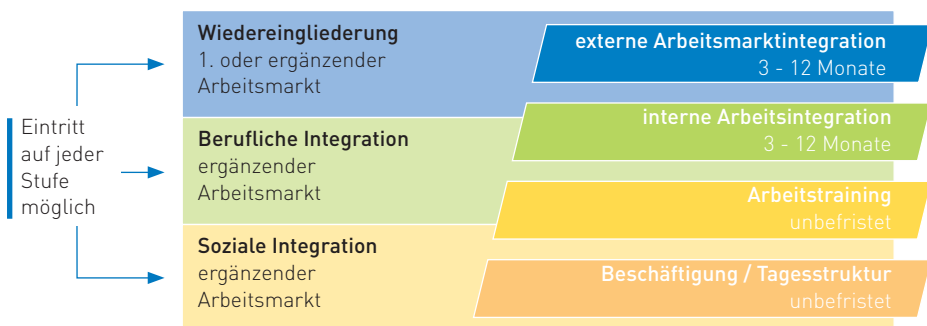 Eintritt
auf jeder
Stufe
möglich
Wiedereingliederung
1. oder ergänzender
Arbeitsmarkt
externe Arbeitsmarktintegration
3 - 12 Monate
Berufliche Integration
ergänzender
Arbeitsmarkt
interne Arbeitsintegration
3 - 12 Monate
Arbeitstraining
unbefristet
Soziale Integration
ergänzender
Arbeitsmarkt
Beschäftigung / Tagesstruktur
unbefristet